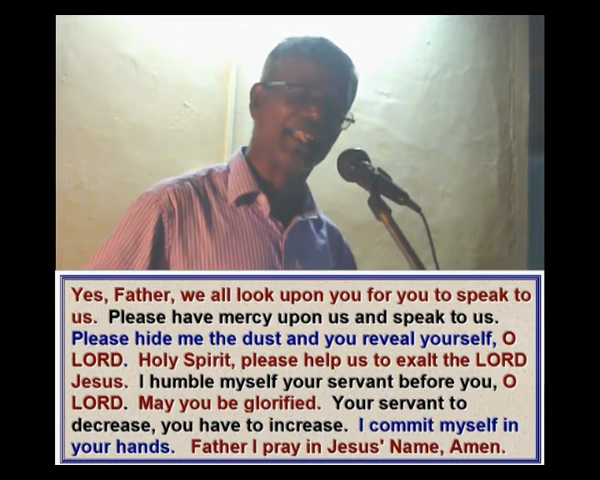 Yes, Father, we all look upon you for you to speak to
us.  Please have mercy upon us and speak to us.
Please hide me the dust and you reveal yourself, O
LORD.  Holy Spirit, please help us to exalt the LORD
Jesus.  I humble myself your servant before you, O
LORD.  May you be glorified.  Your servant to
decrease, you have to increase.  I commit myself in
your hands.   Father I pray in Jesus' Name, Amen.